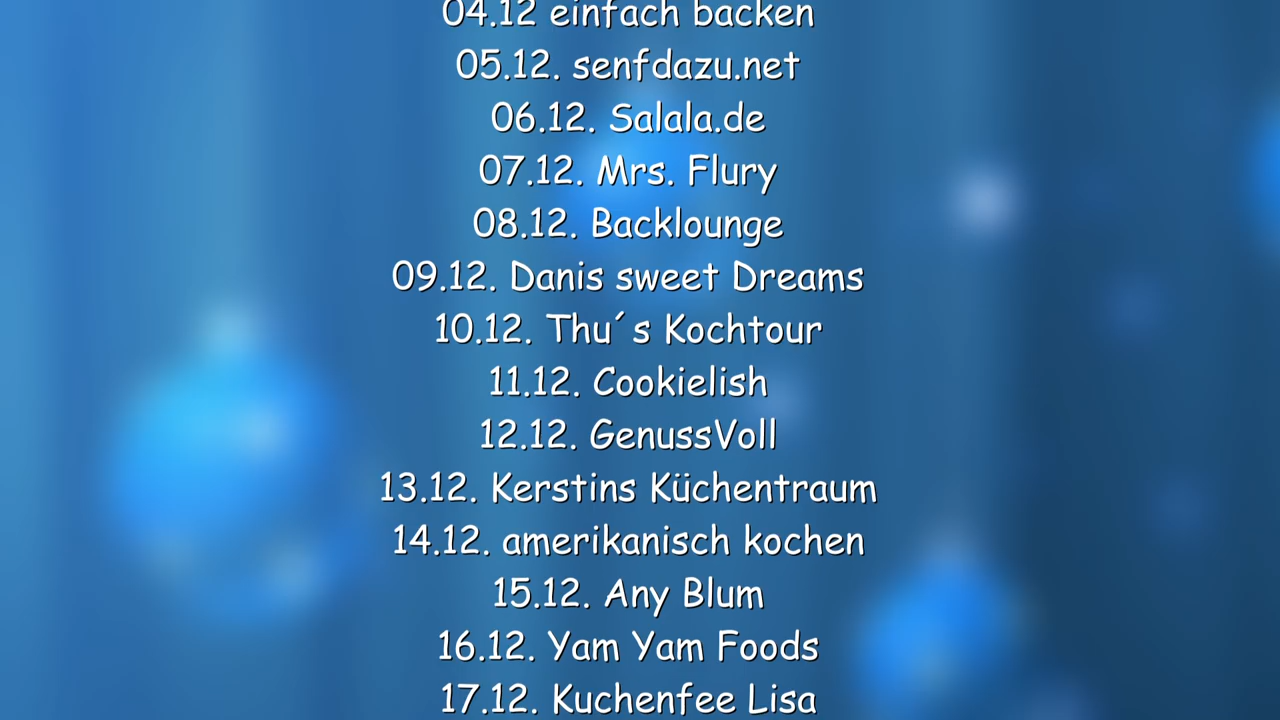 04.12 einfach backen
05.12. senfdazu.net
06.12. Salala.de
07.12. Mrs. Flury
08.12. Backlounge
09.12. Danis sweet Dreams
10.12. Thu´s Kochtour
11.12. Cookielish
12.12. GenussVoll
13.12. Kerstins Küchentraum
14.12. amerikanisch kochen
15.12. Any Blum
16.12. Yam Yam Foods
17.12. Kuchenfee Lisa